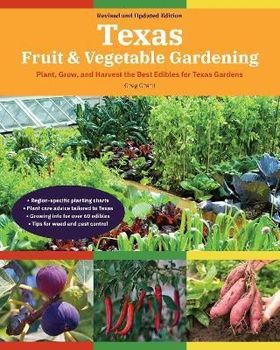 Revised and Updated Edition
Texas
Fruit & Vegetable Gardening
Plant, Grow, and Harvest the Best Edibles for Texas Gardens
Greg Grant
• Region-specific planting charts
• Plant care advice tailored to Texas
• Growing info for over 60 edibles
• Tips for weed and pest control